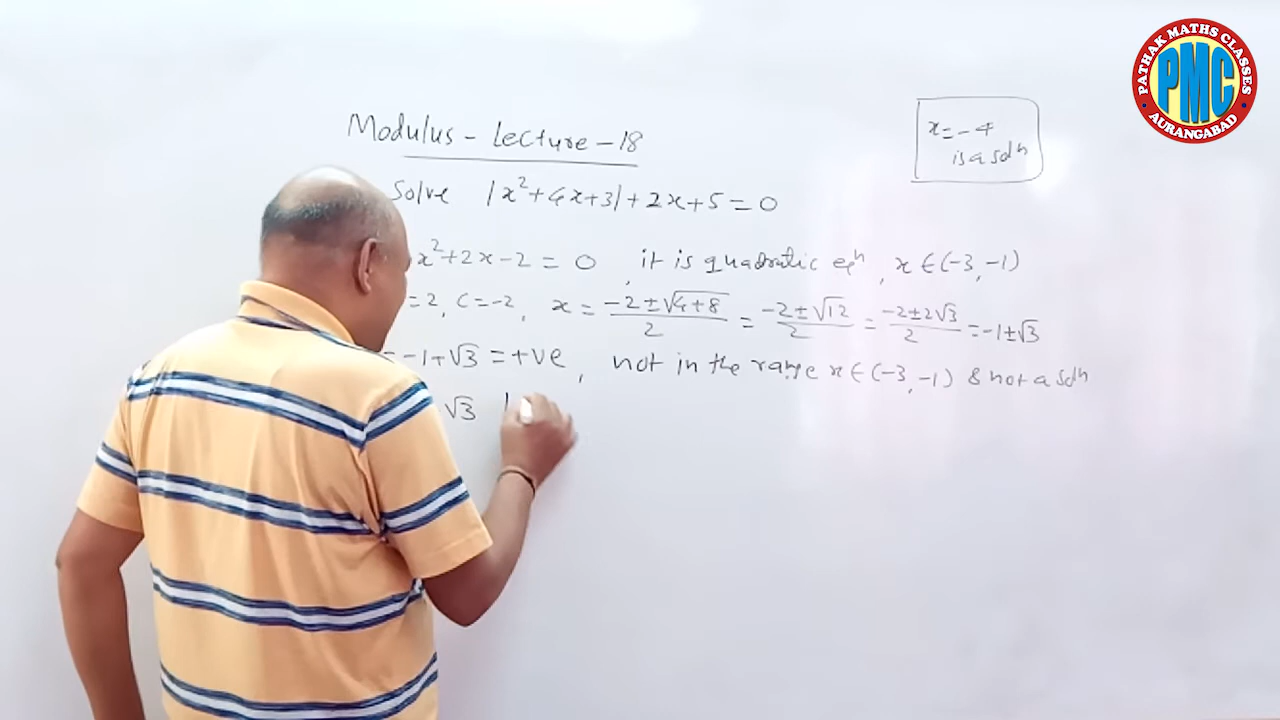 Modulus - Lecture - 18
Solve |x²+4x+3| + 2x+5 = 0
x²+2x-2 = 0 , it is quadratic eqⁿ , x ∈ (-3, -1)
=2, C=-2, x = -2±√4+8/2 = -2±√12/2 = -2±2√3/2 = -1±√3
= -1+√3 = +ve , not in the range x ∈ (-3, -1) & not a solⁿ
√3
x = -4
is a solⁿ
PATHAK MATHS CLASSES
PMC
AURANGABAD